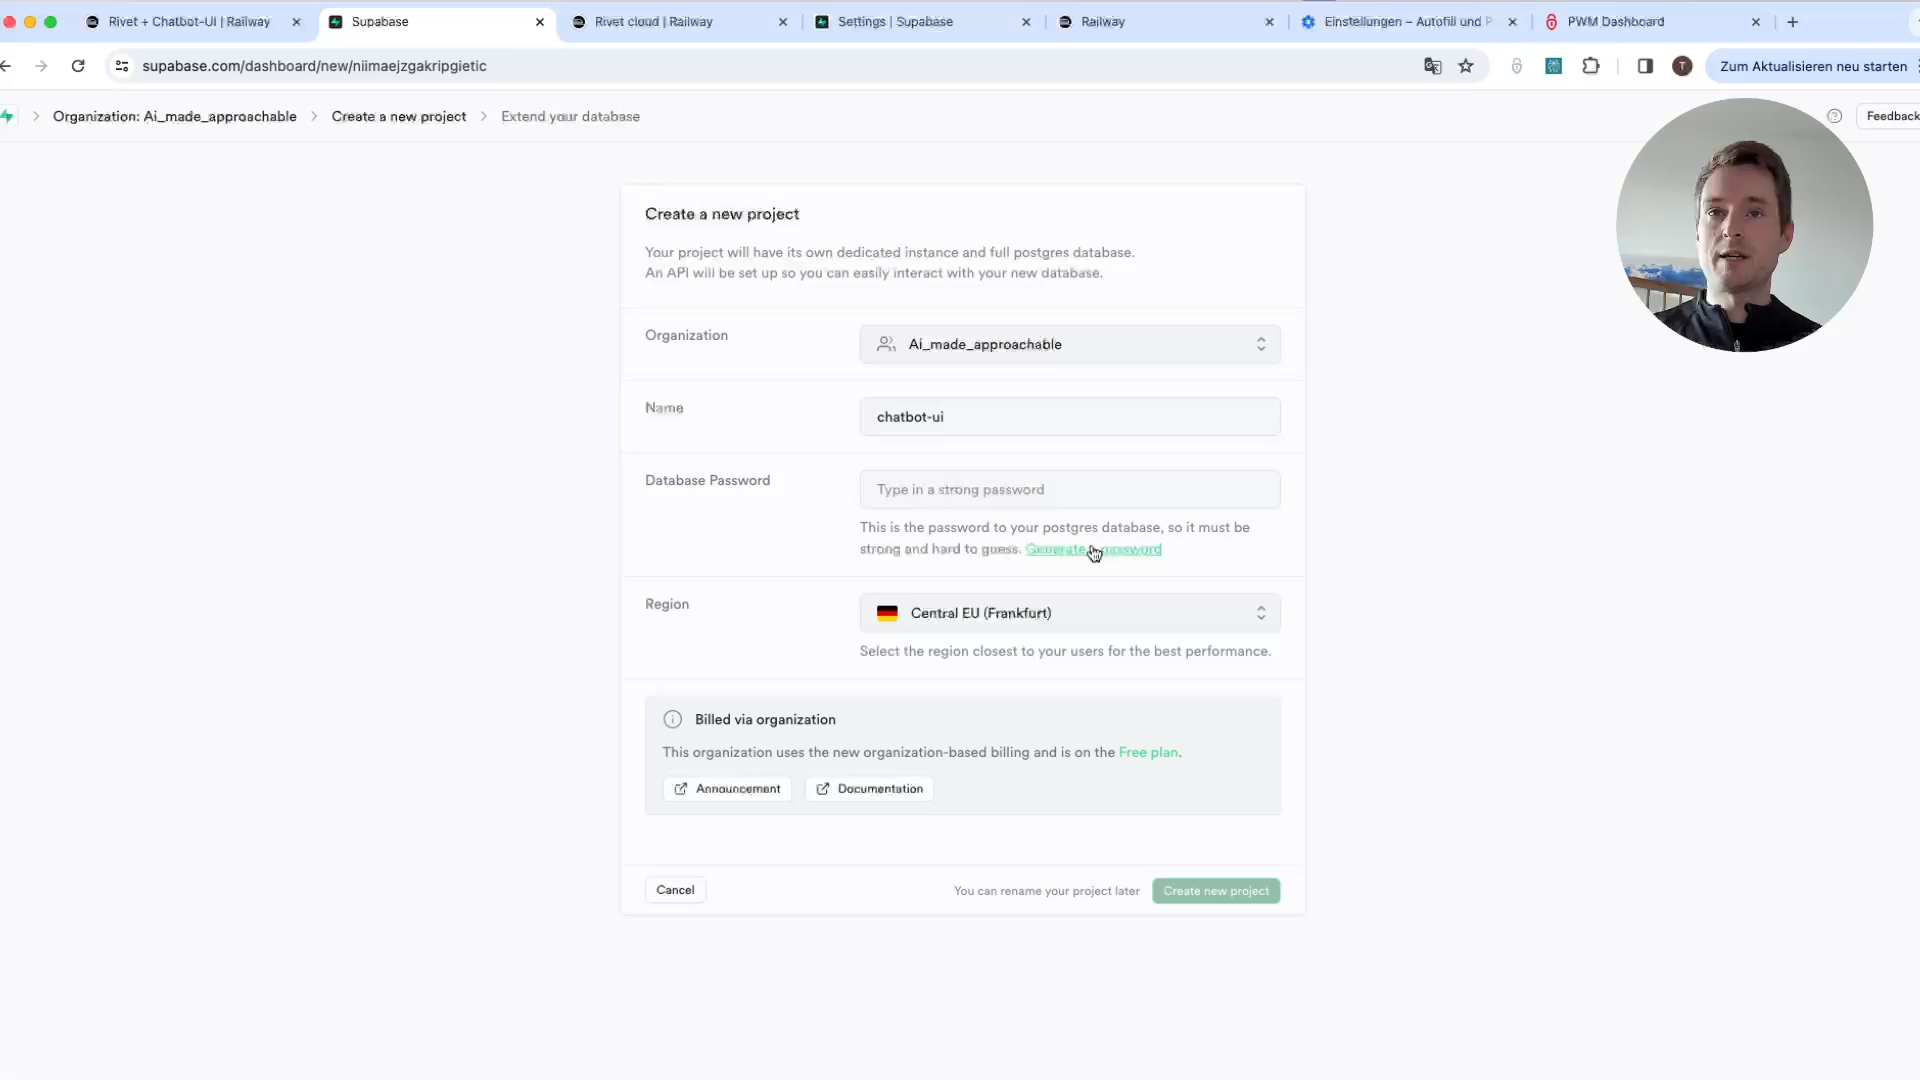 Rivet + Chatbot-UI | Railway
Supabase
Rivet cloud | Railway
Settings | Supabase
Railway
Einstellungen – Autofill und P
PWM Dashboard
supabase.com/dashboard/new/niimaejzgakripgietic
T
Zum Aktualisieren neu starten
Organization: Ai_made_approachable
Create a new project
Extend your database
Feedback
Create a new project
Your project will have its own dedicated instance and full postgres database.
An API will be set up so you can easily interact with your new database.
Organization
Ai_made_approachable
Name
chatbot-ui
Database Password
Type in a strong password
This is the password to your postgres database, so it must be
strong and hard to guess. Generate a password
Region
Central EU (Frankfurt)
Select the region closest to your users for the best performance.
Billed via organization
This organization uses the new organization-based billing and is on the Free plan.
Announcement
Documentation
Cancel
You can rename your project later
Create new project